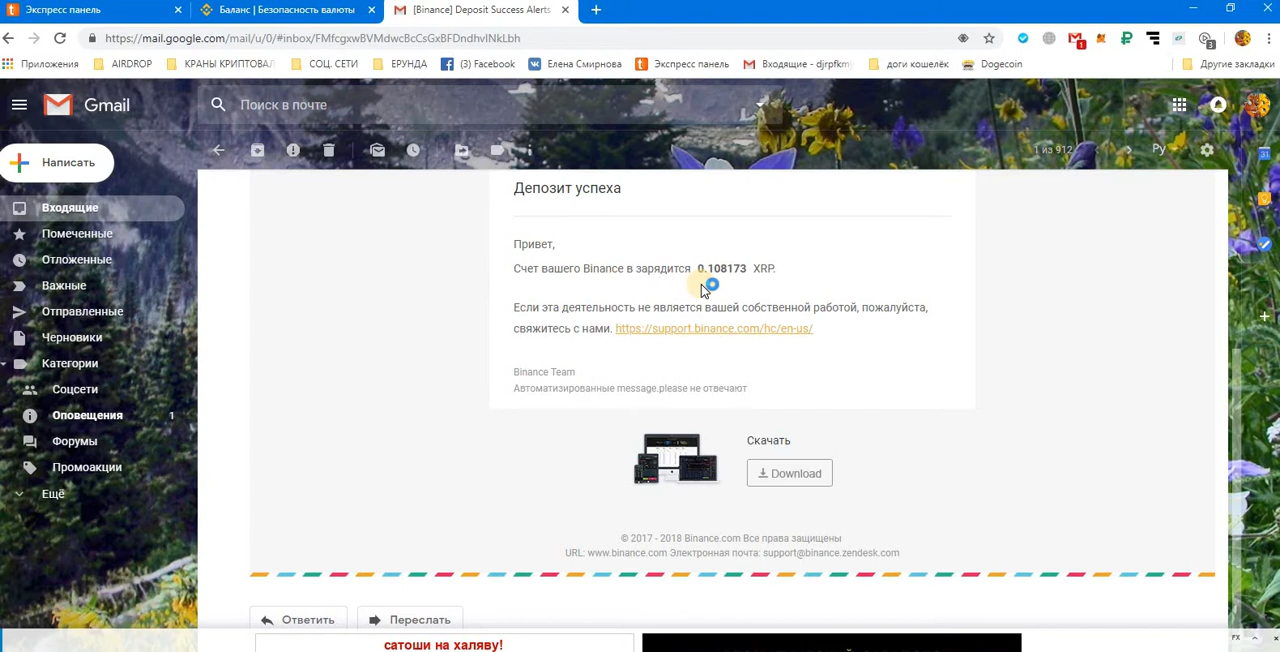 Экспресс панель
Баланс | Безопасность валюты
[Binance] Deposit Success Alerts
https://mail.google.com/mail/u/0/#inbox/FMfcgxwBVMdwcBcCsGxBFDndhvlNkLbh
Приложения
AIRDROP
КРАНЫ КРИПТОВАЛ
СОЦ. СЕТИ
ЕРУНДА
(3) Facebook
Елена Смирнова
Экспресс панель
Входящие - djrpfkm
доги кошелёк
Dogecoin
Другие закладки
Gmail
Поиск в почте
Написать
1 из 912
Ру
Входящие
Помеченные
Отложенные
Важные
Отправленные
Черновики
Категории
Соцсети
Оповещения 1
Форумы
Промоакции
Ещё
Депозит успеха
Привет,
Счет вашего Binance в зарядится 0.108173 XRP.
Если эта деятельность не является вашей собственной работой, пожалуйста,
свяжитесь с нами. https://support.binance.com/hc/en-us/
Binance Team
Автоматизированные message.please не отвечают
Скачать
Download
© 2017 - 2018 Binance.com Все права защищены
URL: www.binance.com Электронная почта: support@binance.zendesk.com
Ответить
Переслать
сатоши на халяву!
FX